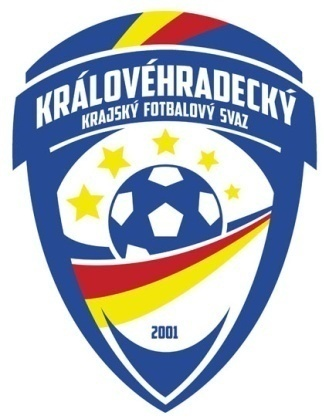 KRÁLOVÉHRADECKÝ
KRAJSKÝ FOTBALOVÝ SVAZ
2001